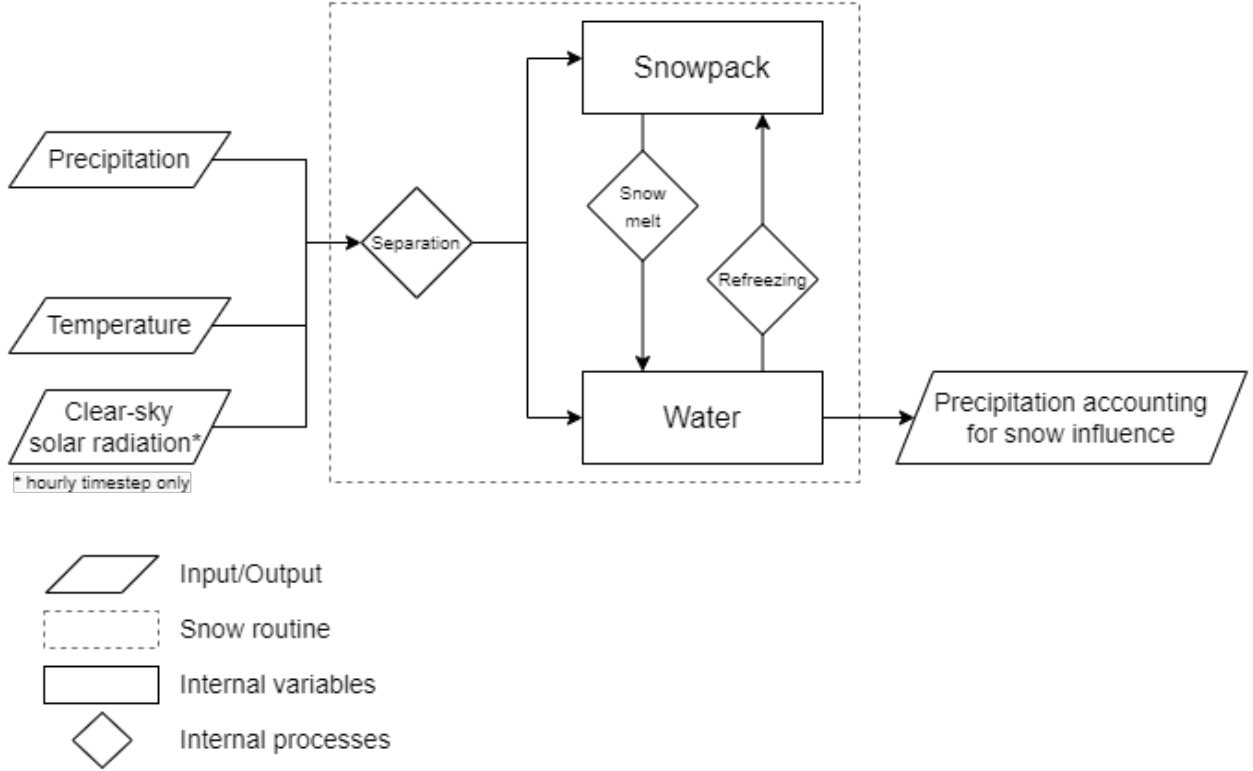 Snowpack
Precipitation
Snow
melt
Separation
Refreezing
Temperature
Clear-sky
solar radiation*
* hourly timestep only
Water
Precipitation accounting
for snow influence
Input/Output
Snow routine
Internal variables
Internal processes